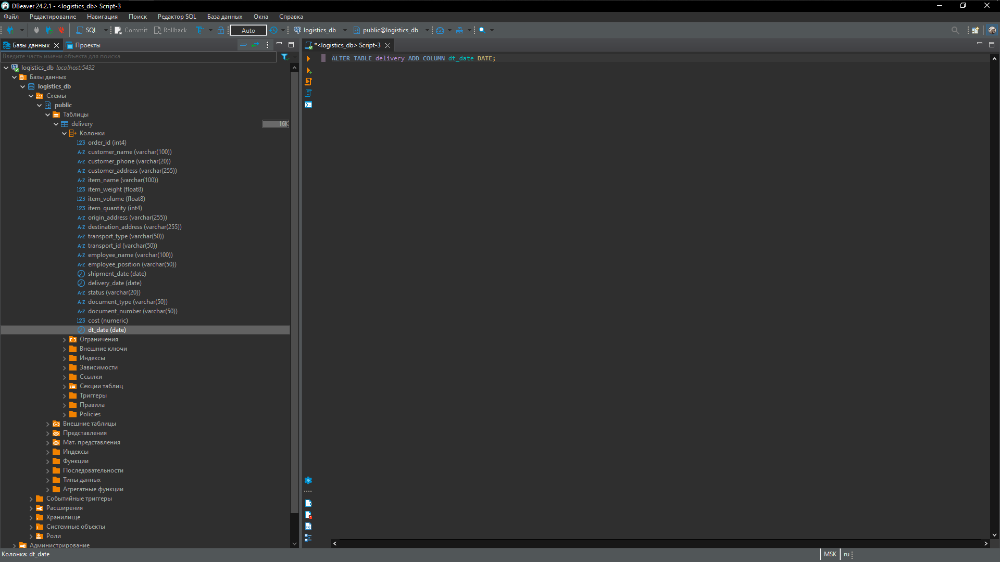 DBeaver 24.2.1 - <logistics_db> Script-3
Файл Редактирование Навигация Поиск Редактор SQL База данных Окна Справка
SQL Commit Rollback Auto logistics_db public@logistics_db
Базы данных Проекты
*<logistics_db> Script-3
Введите часть имени объекта для поиска
ALTER TABLE delivery ADD COLUMN dt_date DATE;
logistics_db localhost:5432
Базы данных
logistics_db
Схемы
public
Таблицы
delivery 16K
Колонки
123 order_id (int4)
A-Z customer_name (varchar(100))
A-Z customer_phone (varchar(20))
A-Z customer_address (varchar(255))
A-Z item_name (varchar(100))
123 item_weight (float8)
123 item_volume (float8)
123 item_quantity (int4)
A-Z origin_address (varchar(255))
A-Z destination_address (varchar(255))
A-Z transport_type (varchar(50))
A-Z transport_id (varchar(50))
A-Z employee_name (varchar(100))
A-Z employee_position (varchar(50))
shipment_date (date)
delivery_date (date)
A-Z status (varchar(20))
A-Z document_type (varchar(50))
A-Z document_number (varchar(50))
123 cost (numeric)
dt_date (date)
Ограничения
Внешние ключи
Индексы
Зависимости
Ссылки
Секции таблиц
Триггеры
Правила
Policies
Внешние таблицы
Представления
Мат. представления
Индексы
Функции
Последовательности
Типы данных
Агрегатные функции
Событийные триггеры
Расширения
Хранилище
Системные объекты
Роли
Администрирование
Колонка: dt_date
MSK ru